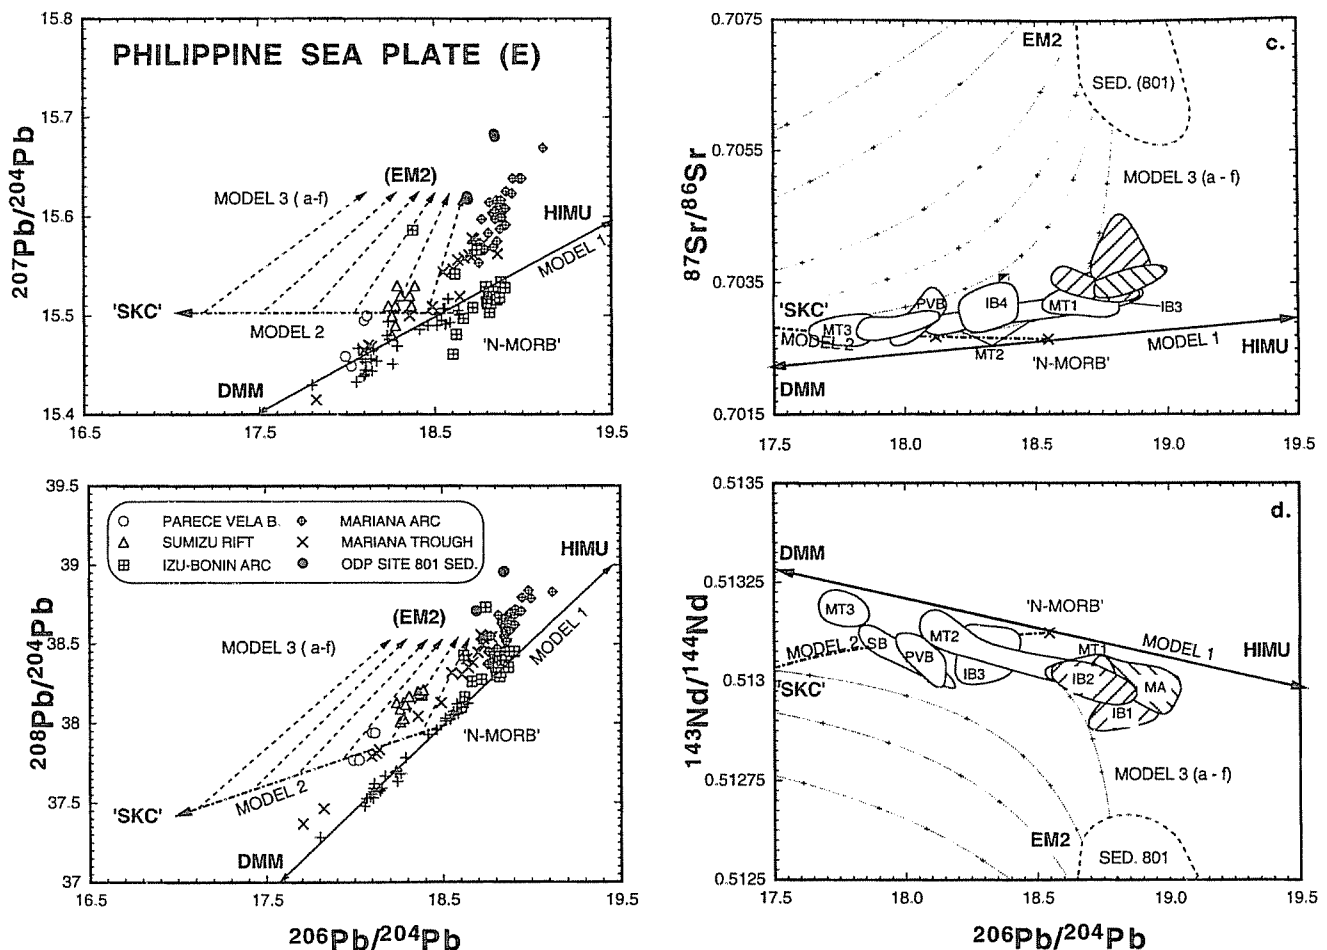 PHILIPPINE SEA PLATE (E)
207Pb/204Pb
15.8
15.7
15.6
15.5
15.4
16.5
17.5
18.5
19.5
MODEL 3 (a-f)
(EM2)
HIMU
MODEL 1
'SKC'
MODEL 2
'N-MORB'
DMM
87Sr/86Sr
0.7075
0.7055
0.7035
0.7015
17.5
18.0
18.5
19.0
19.5
c.
EM2
SED. (801)
MODEL 3 ( a - f)
'SKC'
MODEL 2
MT3
PVB
IB4
MT1
IB3
MT2
'N-MORB'
MODEL 1
HIMU
DMM
208Pb/204Pb
39.5
39
38.5
38
37.5
37
16.5
17.5
18.5
19.5
206Pb/204Pb
PARECE VELA B.
MARIANA ARC
SUMIZU RIFT
MARIANA TROUGH
IZU-BONIN ARC
ODP SITE 801 SED.
HIMU
(EM2)
MODEL 3 ( a-f)
MODEL 1
'N-MORB'
MODEL 2
'SKC'
DMM
143Nd/144Nd
0.5135
0.51325
0.513
0.51275
0.5125
17.5
18.0
18.5
19.0
19.5
206Pb/204Pb
d.
DMM
'N-MORB'
MT3
MT2
MODEL 1
MODEL 2
SB
PVB
IB3
MT1
IB2
MA
IB1
HIMU
'SKC'
MODEL 3 (a - f)
EM2
SED. 801